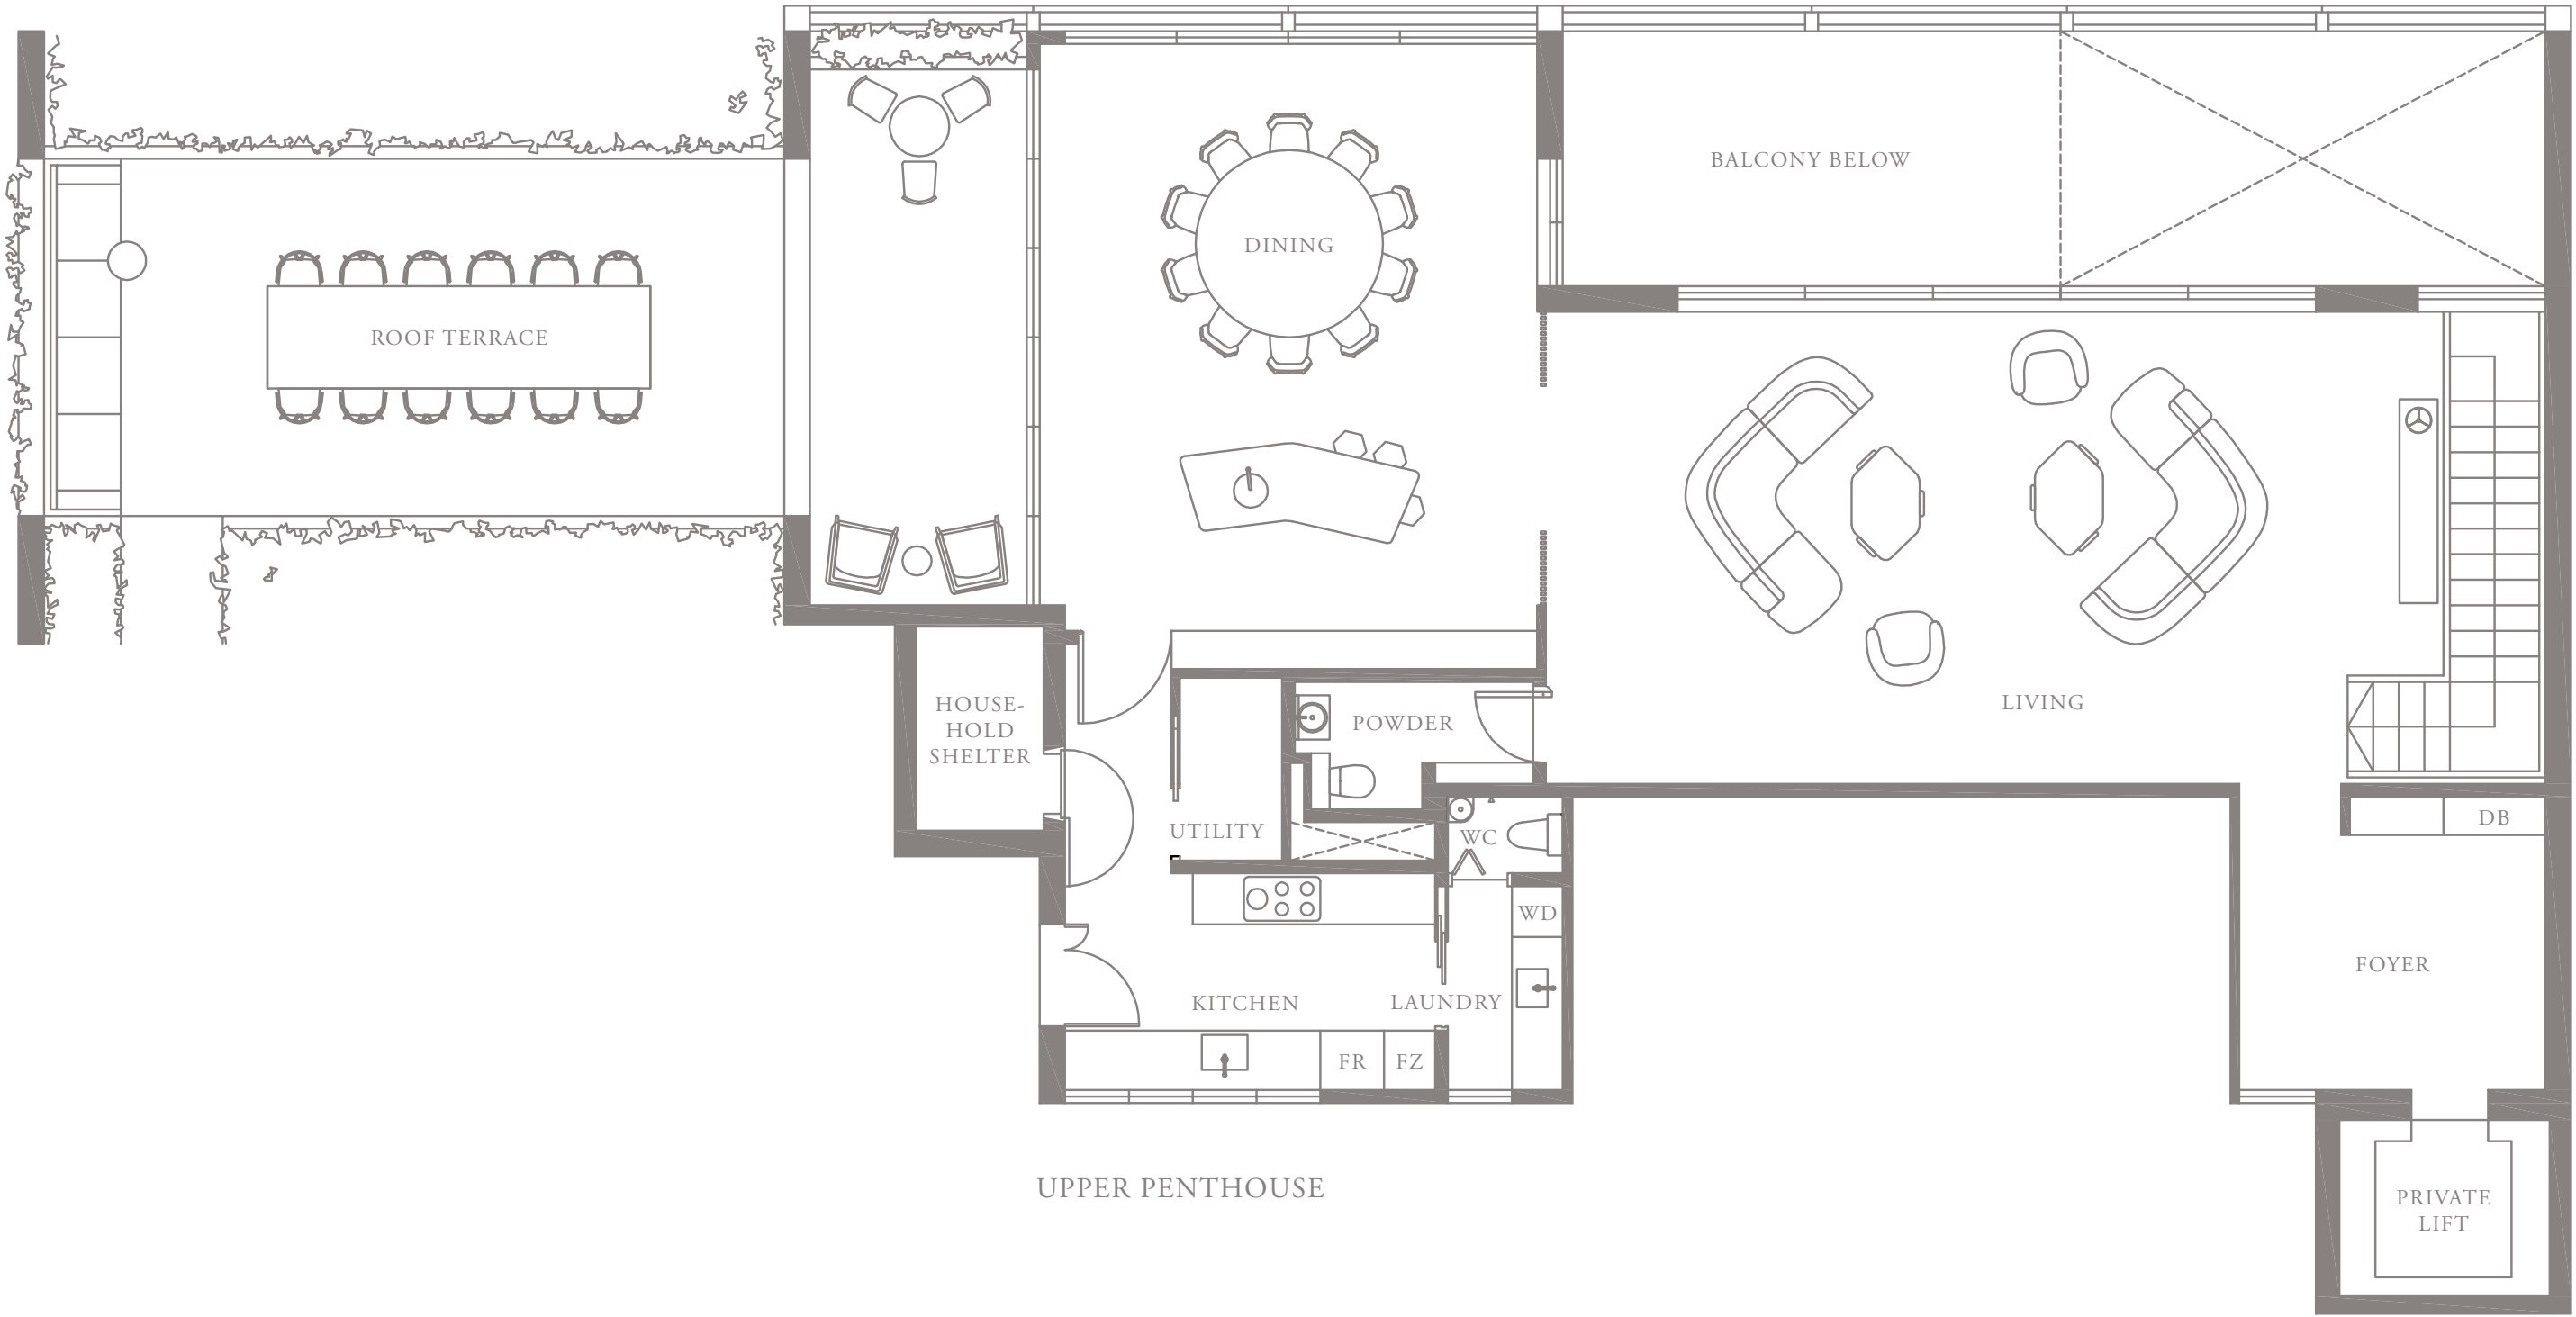 BALCONY BELOW
DINING
ROOF TERRACE
LIVING
HOUSE-
HOLD
SHELTER
POWDER
UTILITY
WC
DB
WD
FOYER
KITCHEN
LAUNDRY
FR
FZ
UPPER PENTHOUSE
PRIVATE
LIFT